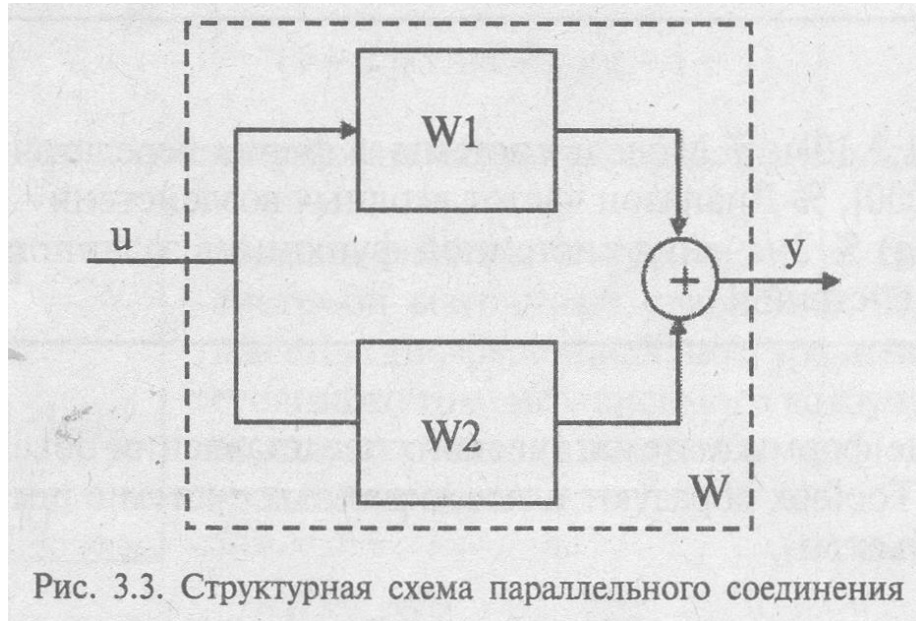 W1
u
+
y
W2
W
Рис. 3.3. Структурная схема параллельного соединения